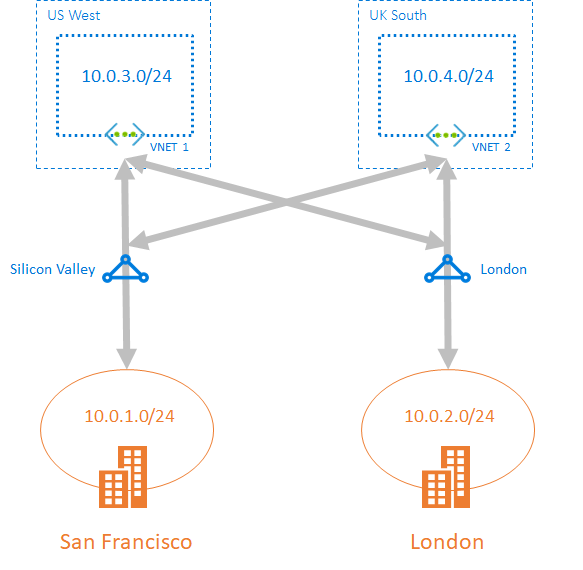 US West
UK South
10.0.3.0/24
10.0.4.0/24
VNET 1
VNET 2
Silicon Valley
London
10.0.1.0/24
10.0.2.0/24
San Francisco
London